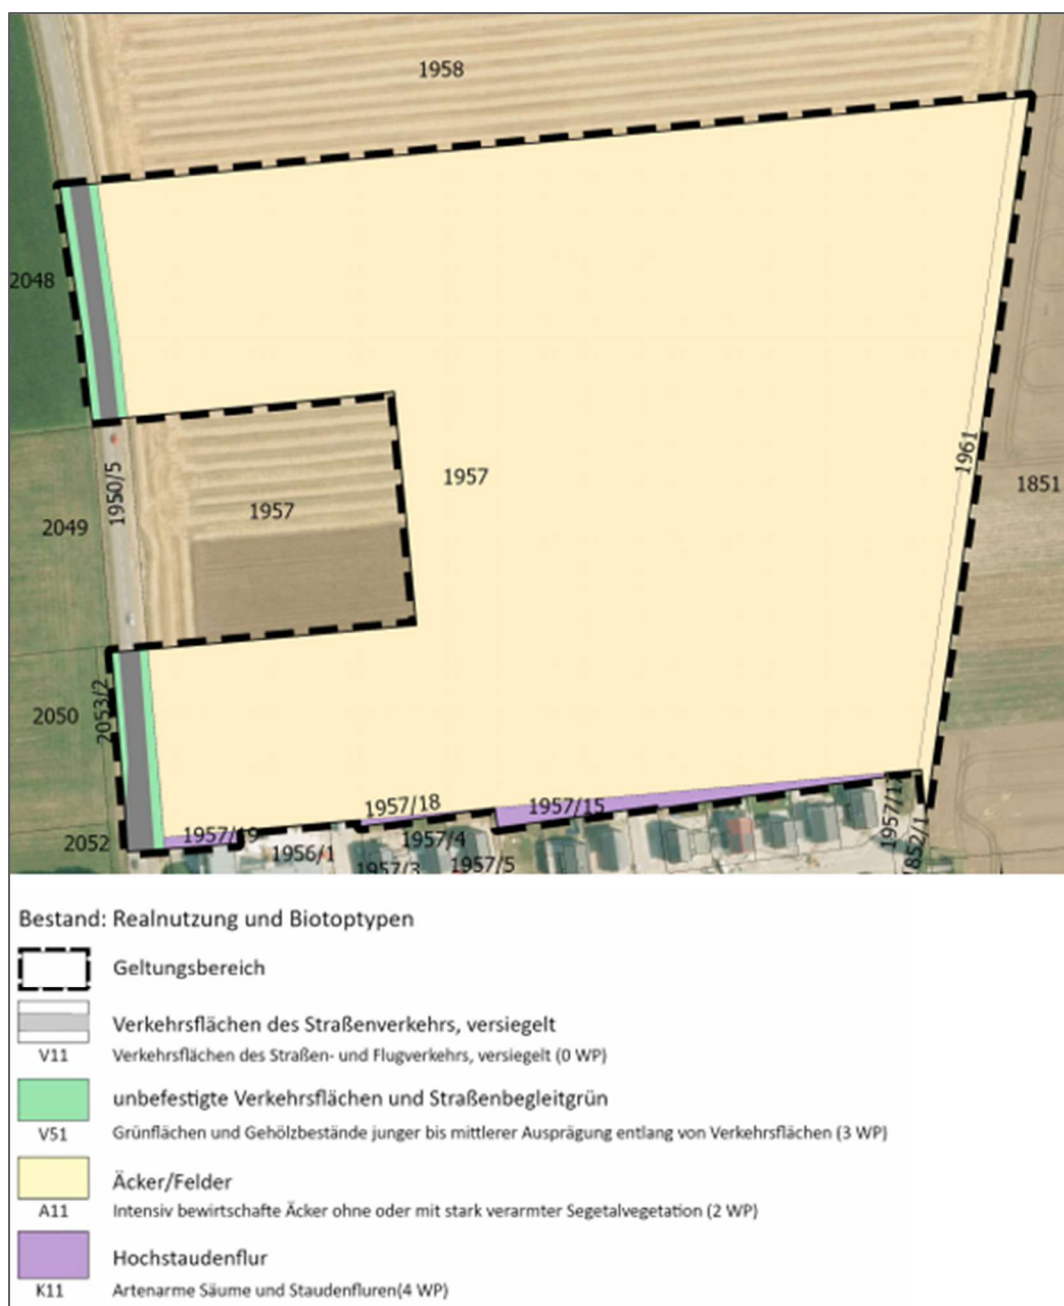 1958
2048
1961
1950/5
1957
1851
1957
2049
2053/2
2050
1957/18
1957/15
1957/19
1957/17
2052
1957/4
1956/1
852/1
1957/3
1957/5
Bestand: Realnutzung und Biotoptypen
Geltungsbereich
Verkehrsflächen des Straßenverkehrs, versiegelt
V11 Verkehrsflächen des Straßen- und Flugverkehrs, versiegelt (0 WP)
unbefestigte Verkehrsflächen und Straßenbegleitgrün
V51 Grünflächen und Gehölzbestände junger bis mittlerer Ausprägung entlang von Verkehrsflächen (3 WP)
Äcker/Felder
A11 Intensiv bewirtschafte Äcker ohne oder mit stark verarmter Segetalvegetation (2 WP)
Hochstaudenflur
K11 Artenarme Säume und Staudenfluren(4 WP)